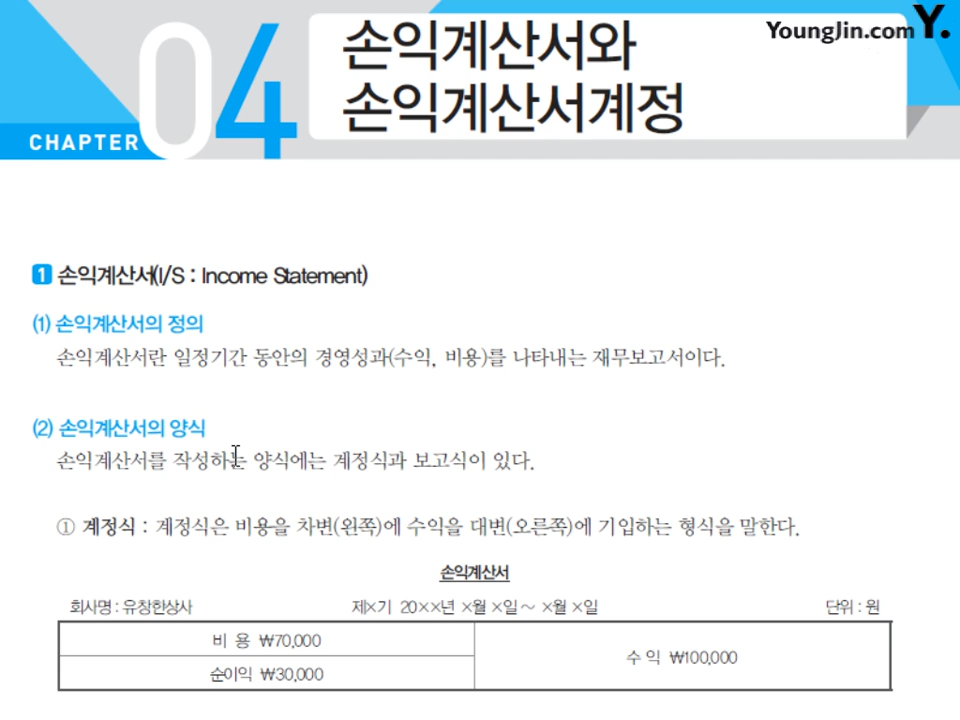 CHAPTER 04
손익계산서와
손익계산서계정
YoungJin.com Y.
1 손익계산서(I/S : Income Statement)
(1) 손익계산서의 정의
손익계산서란 일정기간 동안의 경영성과(수익, 비용)를 나타내는 재무보고서이다.
(2) 손익계산서의 양식
손익계산서를 작성하는 양식에는 계정식과 보고식이 있다.
① 계정식 : 계정식은 비용을 차변(왼쪽)에 수익을 대변(오른쪽)에 기입하는 형식을 말한다.
손익계산서
회사명 : 유창한상사 제×기 20××년 ×월 ×일 ~ ×월 ×일 단위 : 원
비 용 ₩70,000
수 익 ₩100,000
순이익 ₩30,000